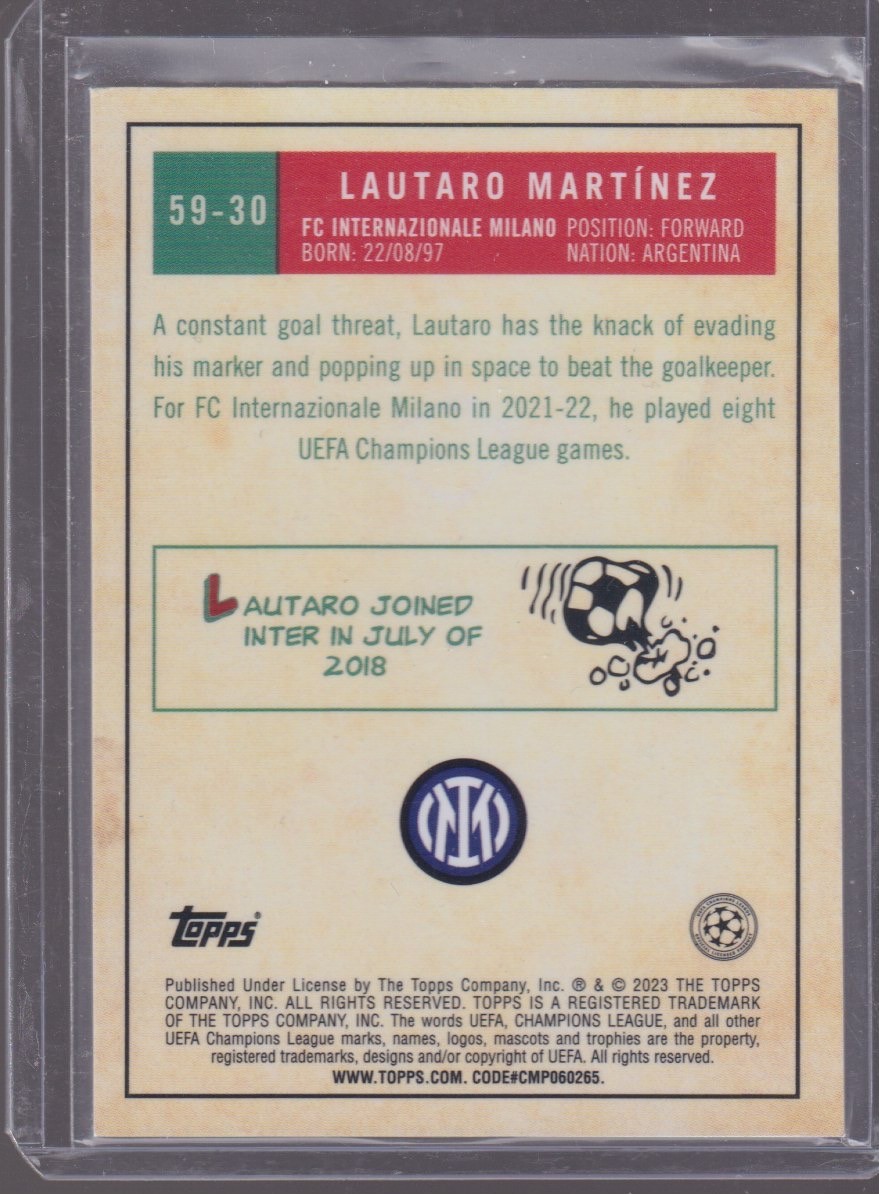 59-30
LAUTARO MARTÍNEZ
FC INTERNAZIONALE MILANO POSITION: FORWARD
BORN: 22/08/97 NATION: ARGENTINA
A constant goal threat, Lautaro has the knack of evading
his marker and popping up in space to beat the goalkeeper.
For FC Internazionale Milano in 2021-22, he played eight
UEFA Champions League games.
LAUTARO JOINED
INTER IN JULY OF
2018
IM
topps®
Published Under License by The Topps Company, Inc. ® & © 2023 THE TOPPS
COMPANY, INC. ALL RIGHTS RESERVED. TOPPS IS A REGISTERED TRADEMARK
OF THE TOPPS COMPANY, INC. The words UEFA, CHAMPIONS LEAGUE, and all other
UEFA Champions League marks, names, logos, mascots and trophies are the property,
registered trademarks, designs and/or copyright of UEFA. All rights reserved.
WWW.TOPPS.COM. CODE#CMP060265.